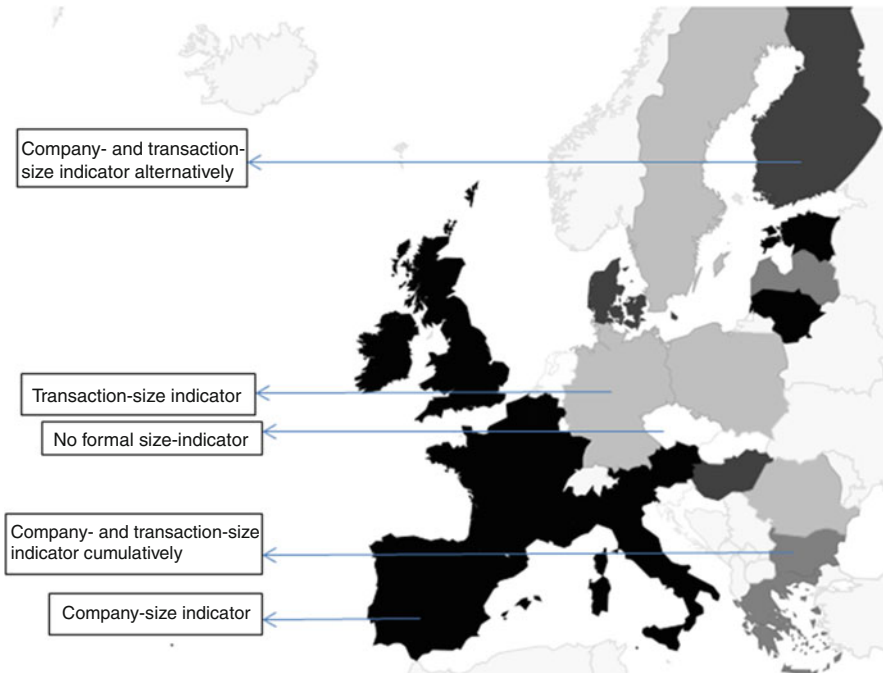 Company- and transaction-
size indicator alternatively
Transaction-size indicator
No formal size-indicator
Company- and transaction-size
indicator cumulatively
Company-size indicator